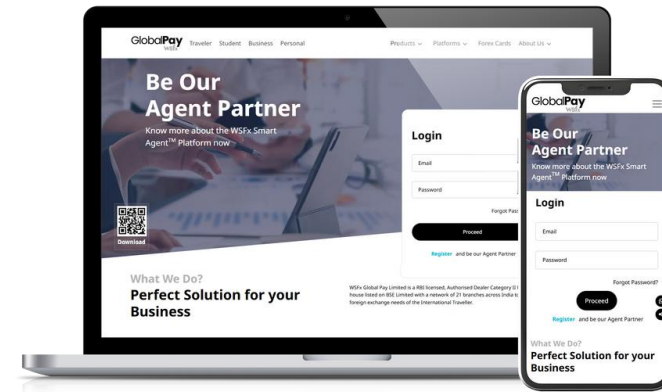 GlobalPay
WSFx
Traveler Student Business Personal
Products Platforms Forex Cards About Us
Be Our
Agent Partner
Know more about the WSFx Smart
Agent™ Platform now
Download
Login
Email
Password
Forgot Pass
Proceed
Register and be our Agent Partner
What We Do?
Perfect Solution for your
Business
WSFx Global Pay Limited is a RBI licensed, Authorised Dealer Category II
house listed on BSE Limited with a network of 21 branches across India to
foreign exchange needs of the International Traveller.
GlobalPay
WSFx
Be Our
Agent Partner
Know more about the WSFx Smart
Agent™ Platform now
Login
Email
Password
Forgot Password?
Proceed
Register and be our Agent Partner
What We Do?
Perfect Solution for your
Business